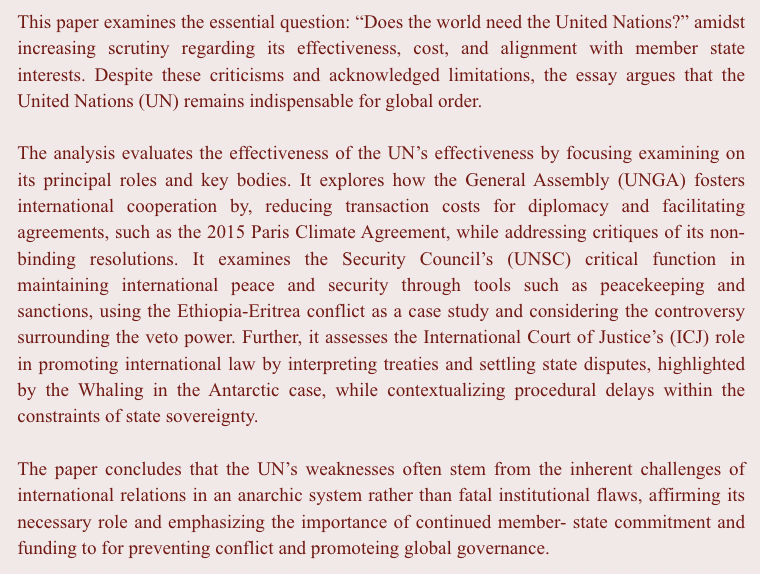 This paper examines the essential question: “Does the world need the United Nations?” amidst
increasing scrutiny regarding its effectiveness, cost, and alignment with member state
interests. Despite these criticisms and acknowledged limitations, the essay argues that the
United Nations (UN) remains indispensable for global order.
The analysis evaluates the effectiveness of the UN’s effectiveness by focusing examining on
its principal roles and key bodies. It explores how the General Assembly (UNGA) fosters
international cooperation by, reducing transaction costs for diplomacy and facilitating
agreements, such as the 2015 Paris Climate Agreement, while addressing critiques of its non-
binding resolutions. It examines the Security Council’s (UNSC) critical function in
maintaining international peace and security through tools such as peacekeeping and
sanctions, using the Ethiopia-Eritrea conflict as a case study and considering the controversy
surrounding the veto power. Further, it assesses the International Court of Justice’s (ICJ) role
in promoting international law by interpreting treaties and settling state disputes, highlighted
by the Whaling in the Antarctic case, while contextualizing procedural delays within the
constraints of state sovereignty.
The paper concludes that the UN’s weaknesses often stem from the inherent challenges of
international relations in an anarchic system rather than fatal institutional flaws, affirming its
necessary role and emphasizing the importance of continued member- state commitment and
funding to for preventing conflict and promoteing global governance.